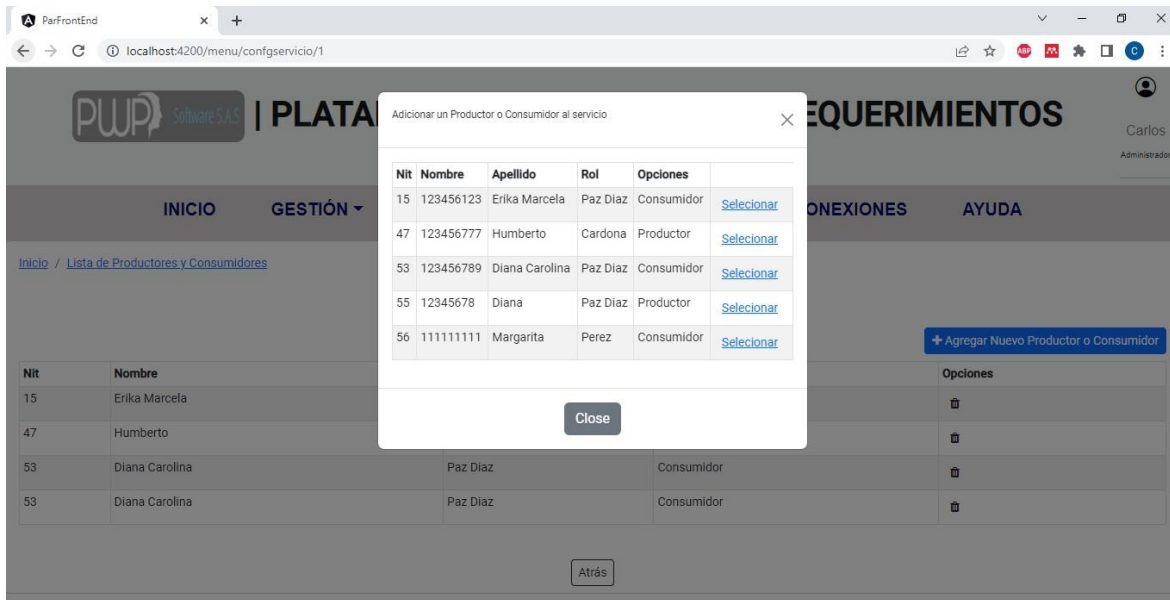 ParFrontEnd
localhost:4200/menu/confgservicio/1
ABP
C
PWP Software S.A.S | PLATA
EQUERIMIENTOS
Carlos
Administrador
INICIO GESTIÓN ONEXIONES AYUDA
Inicio / Lista de Productores y Consumidores
Adicionar un Productor o Consumidor al servicio
Nit Nombre Apellido Rol Opciones
15 123456123 Erika Marcela Paz Diaz Consumidor Selecionar
47 123456777 Humberto Cardona Productor Selecionar
53 123456789 Diana Carolina Paz Diaz Consumidor Selecionar
55 12345678 Diana Paz Diaz Productor Selecionar
56 111111111 Margarita Perez Consumidor Selecionar
Close
+ Agregar Nuevo Productor o Consumidor
Nit Nombre Opciones
15 Erika Marcela
47 Humberto
53 Diana Carolina Paz Diaz Consumidor
53 Diana Carolina Paz Diaz Consumidor
Atrás